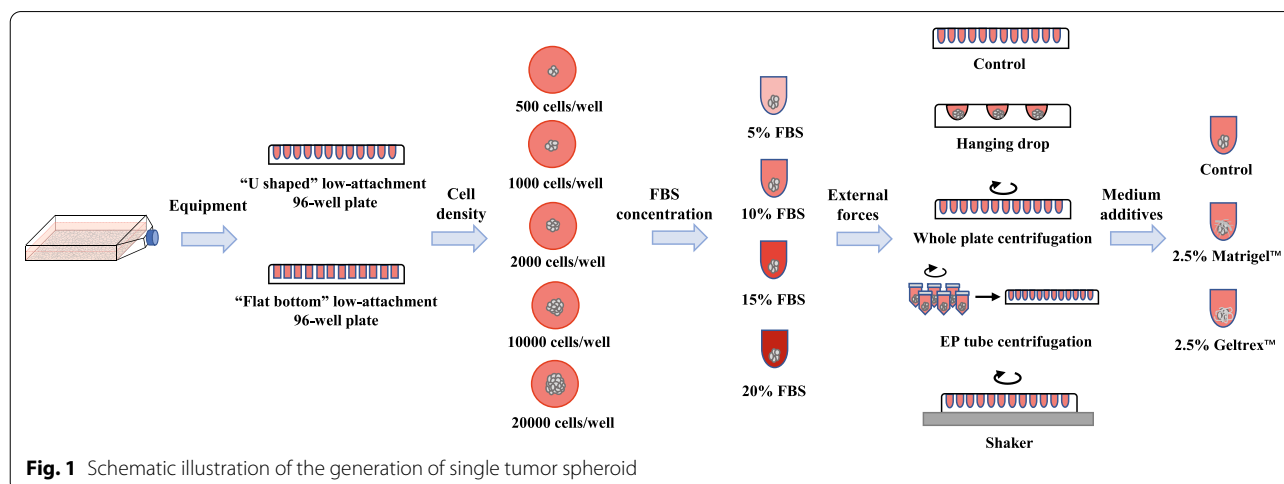 Equipment
“U shaped” low-attachment
96-well plate
“Flat bottom” low-attachment
96-well plate
Cell
density
500 cells/well
1000 cells/well
2000 cells/well
10000 cells/well
20000 cells/well
FBS
concentration
5% FBS
10% FBS
15% FBS
20% FBS
External
forces
Control
Hanging drop
Whole plate centrifugation
EP tube centrifugation
Shaker
Medium
additives
Control
2.5% Matrigel™
2.5% Geltrex™
Fig. 1 Schematic illustration of the generation of single tumor spheroid